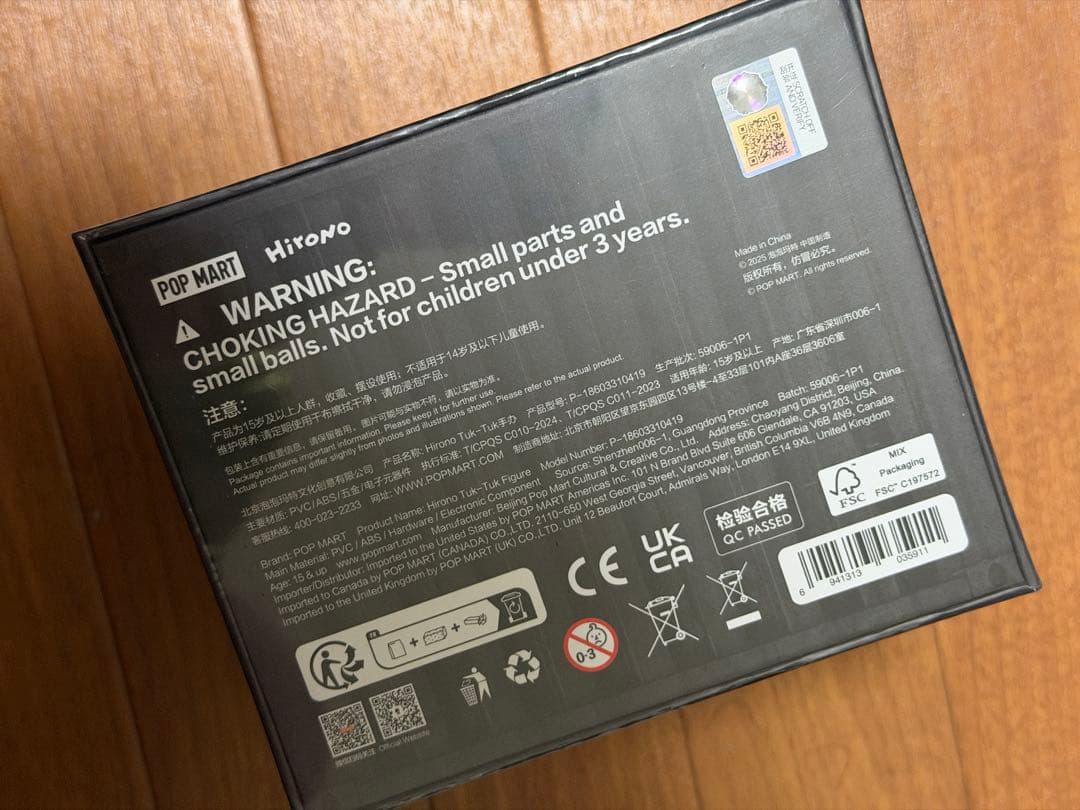 开业 SCRATCH OFF
AND VERIFY
POP MART Hirono
WARNING:
CHOKING HAZARD – Small parts and
small balls. Not for children under 3 years.
Made in China
© 2025 泡泡玛特 中国制造
版权所有，仿冒必究。
© POP MART. All rights reserved.
注意：
产品为15岁及以上人群，收藏、摆设使用；不适用于14岁及以下儿童使用。
维护保养:请定期使用干布擦拭干净，请勿浸泡产品。
包装上含有重要信息，请保留备用。图片可能与实物不符，请以实物为准。
Package contains important information. Please keep it for further use.
Actual product may differ slightly from photos and illustrations shown. Please refer to the actual product.
北京泡泡玛特文化创意有限公司 产品名称: Hirono Tuk-Tuk手办 产品型号: P-18603310419 生产批次: 59006-1P1
主要材质: PVC/ABS/五金/电子元器件 执行标准: T/CPQS C010-2024、T/CPQS C011-2023 适用年龄: 15岁及以上 产地: 广东省深圳市006-1
客服热线: 400-023-2233 网址: WWW.POPMART.COM 制造商地址: 北京市朝阳区望京东园四区13号楼-4至33层101内A座36层3606室
Brand: POP MART Product Name: Hirono Tuk-Tuk Figure Model Number: P-18603310419 Batch: 59006-1P1
Main Material: PVC / ABS / Hardware / Electronic Component Source: Shenzhen006-1, Guangdong Province
Age: 15 & up www.popmart.com Manufacturer: Beijing Pop Mart Cultural & Creative Co., Ltd. Address: Chaoyang District, Beijing, China.
Importer/Distributor: Imported to the United States by POP MART Americas Inc. 101 N Brand Blvd Suite 606 Glendale, CA 91203, USA
Imported to Canada by POP MART (CANADA) CO.,LTD. 2110-650 West Georgia Street, Vancouver, British Columbia V6B 4N9, Canada
Imported to the United Kingdom by POP MART (UK) CO.,LTD. Unit 12 Beaufort Court, Admirals Way, London E14 9XL, United Kingdom
FR
+ +
CE
UK
CA
检验合格
QC PASSED
FSC
MIX
Packaging
FSC™ C197572
6 941313 035911
0-3
微信扫码关注 Official Website